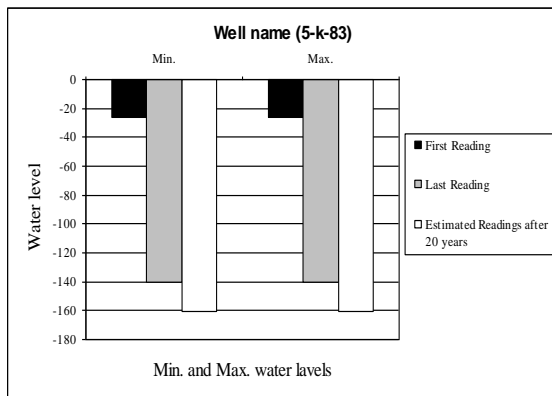 Well name (5-k-83)
Min. Max.
0
-20
-40
-60
-80
-100
-120
-140
-160
-180
Water level
First Reading
Last Reading
Estimated Readings after
20 years
Min. and Max. water lavels